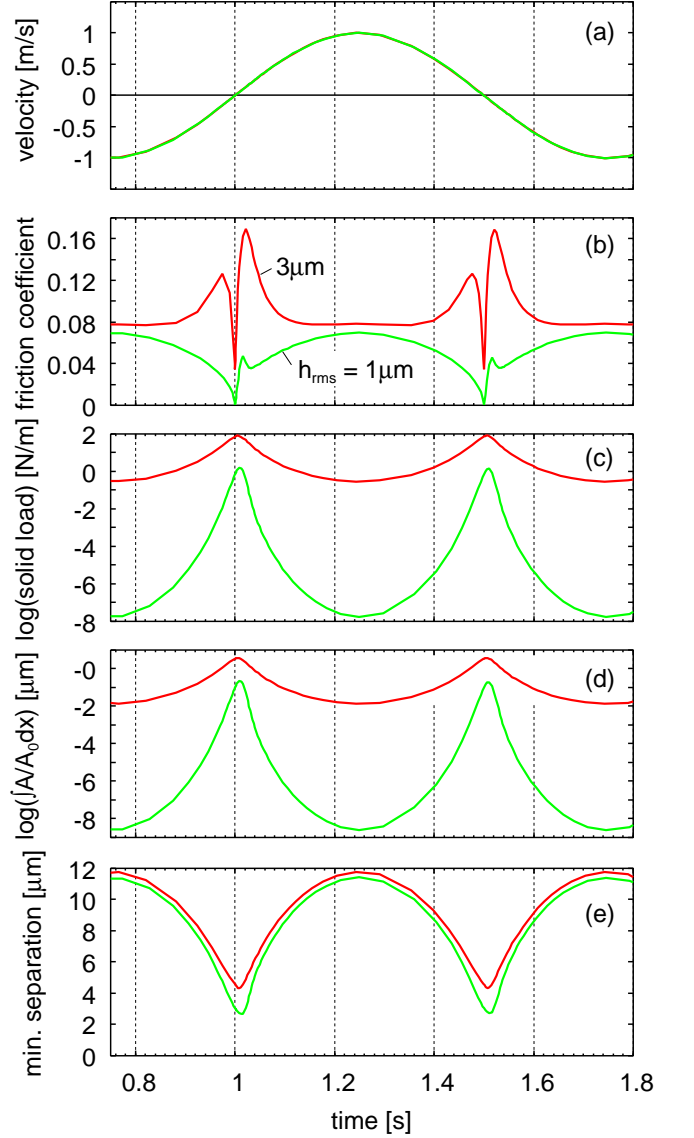 (a)
velocity [m/s]
1
0.5
0
-0.5
-1
(b)
friction coefficient
0.16
0.12
0.08
0.04
0
3μm
hrms = 1μm
(c)
log(solid load) [N/m]
2
0
-2
-4
-6
-8
(d)
log(∫A/A0dx) [μm]
-0
-2
-4
-6
-8
(e)
min. separation [μm]
12
10
8
6
4
2
0
0.8 1 1.2 1.4 1.6 1.8
time [s]